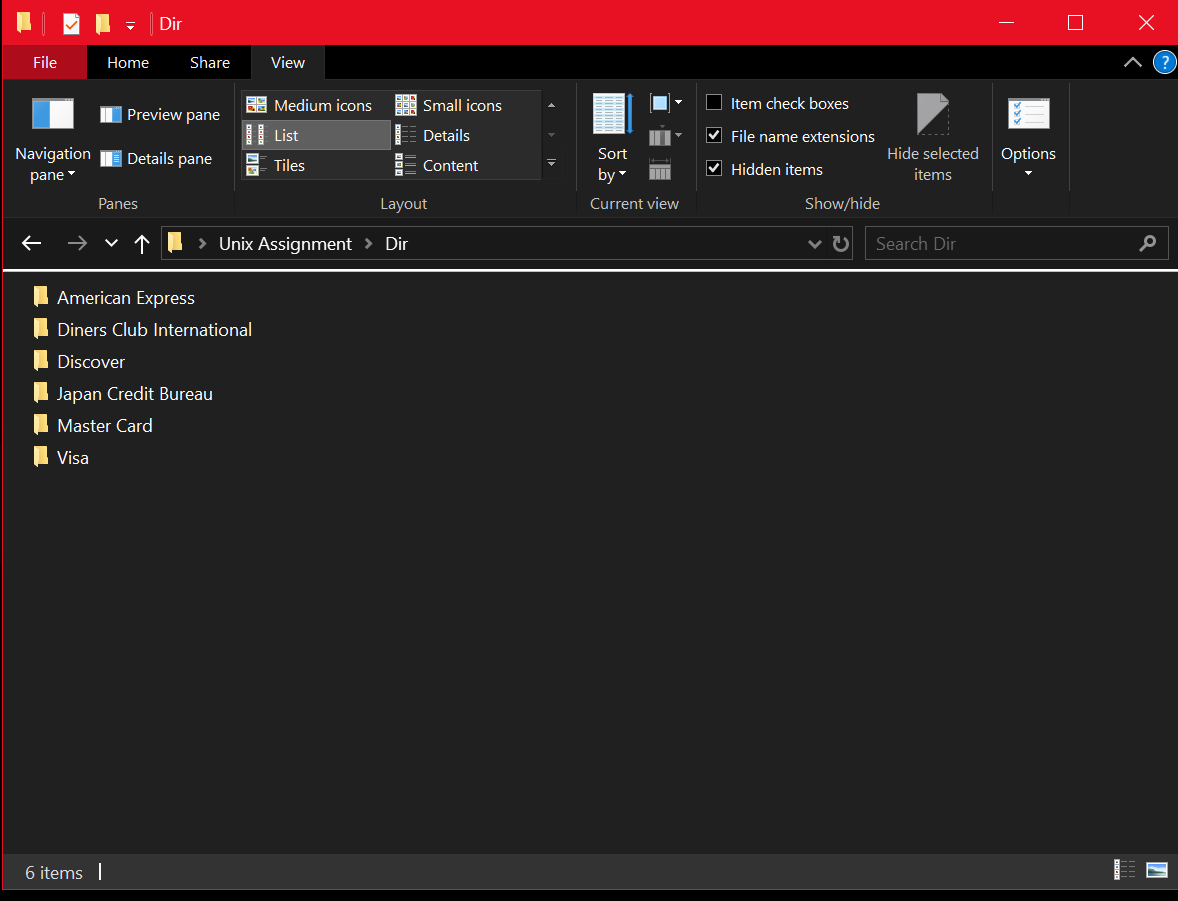 Dir
File Home Share View ?
Medium icons Small icons
Preview pane
List Details
Navigation pane
Details pane
Tiles Content
Sort by
Item check boxes
File name extensions
Hidden items
Hide selected items
Options
Panes Layout Current view Show/hide
Unix Assignment Dir Search Dir
American Express
Diners Club International
Discover
Japan Credit Bureau
Master Card
Visa
6 items